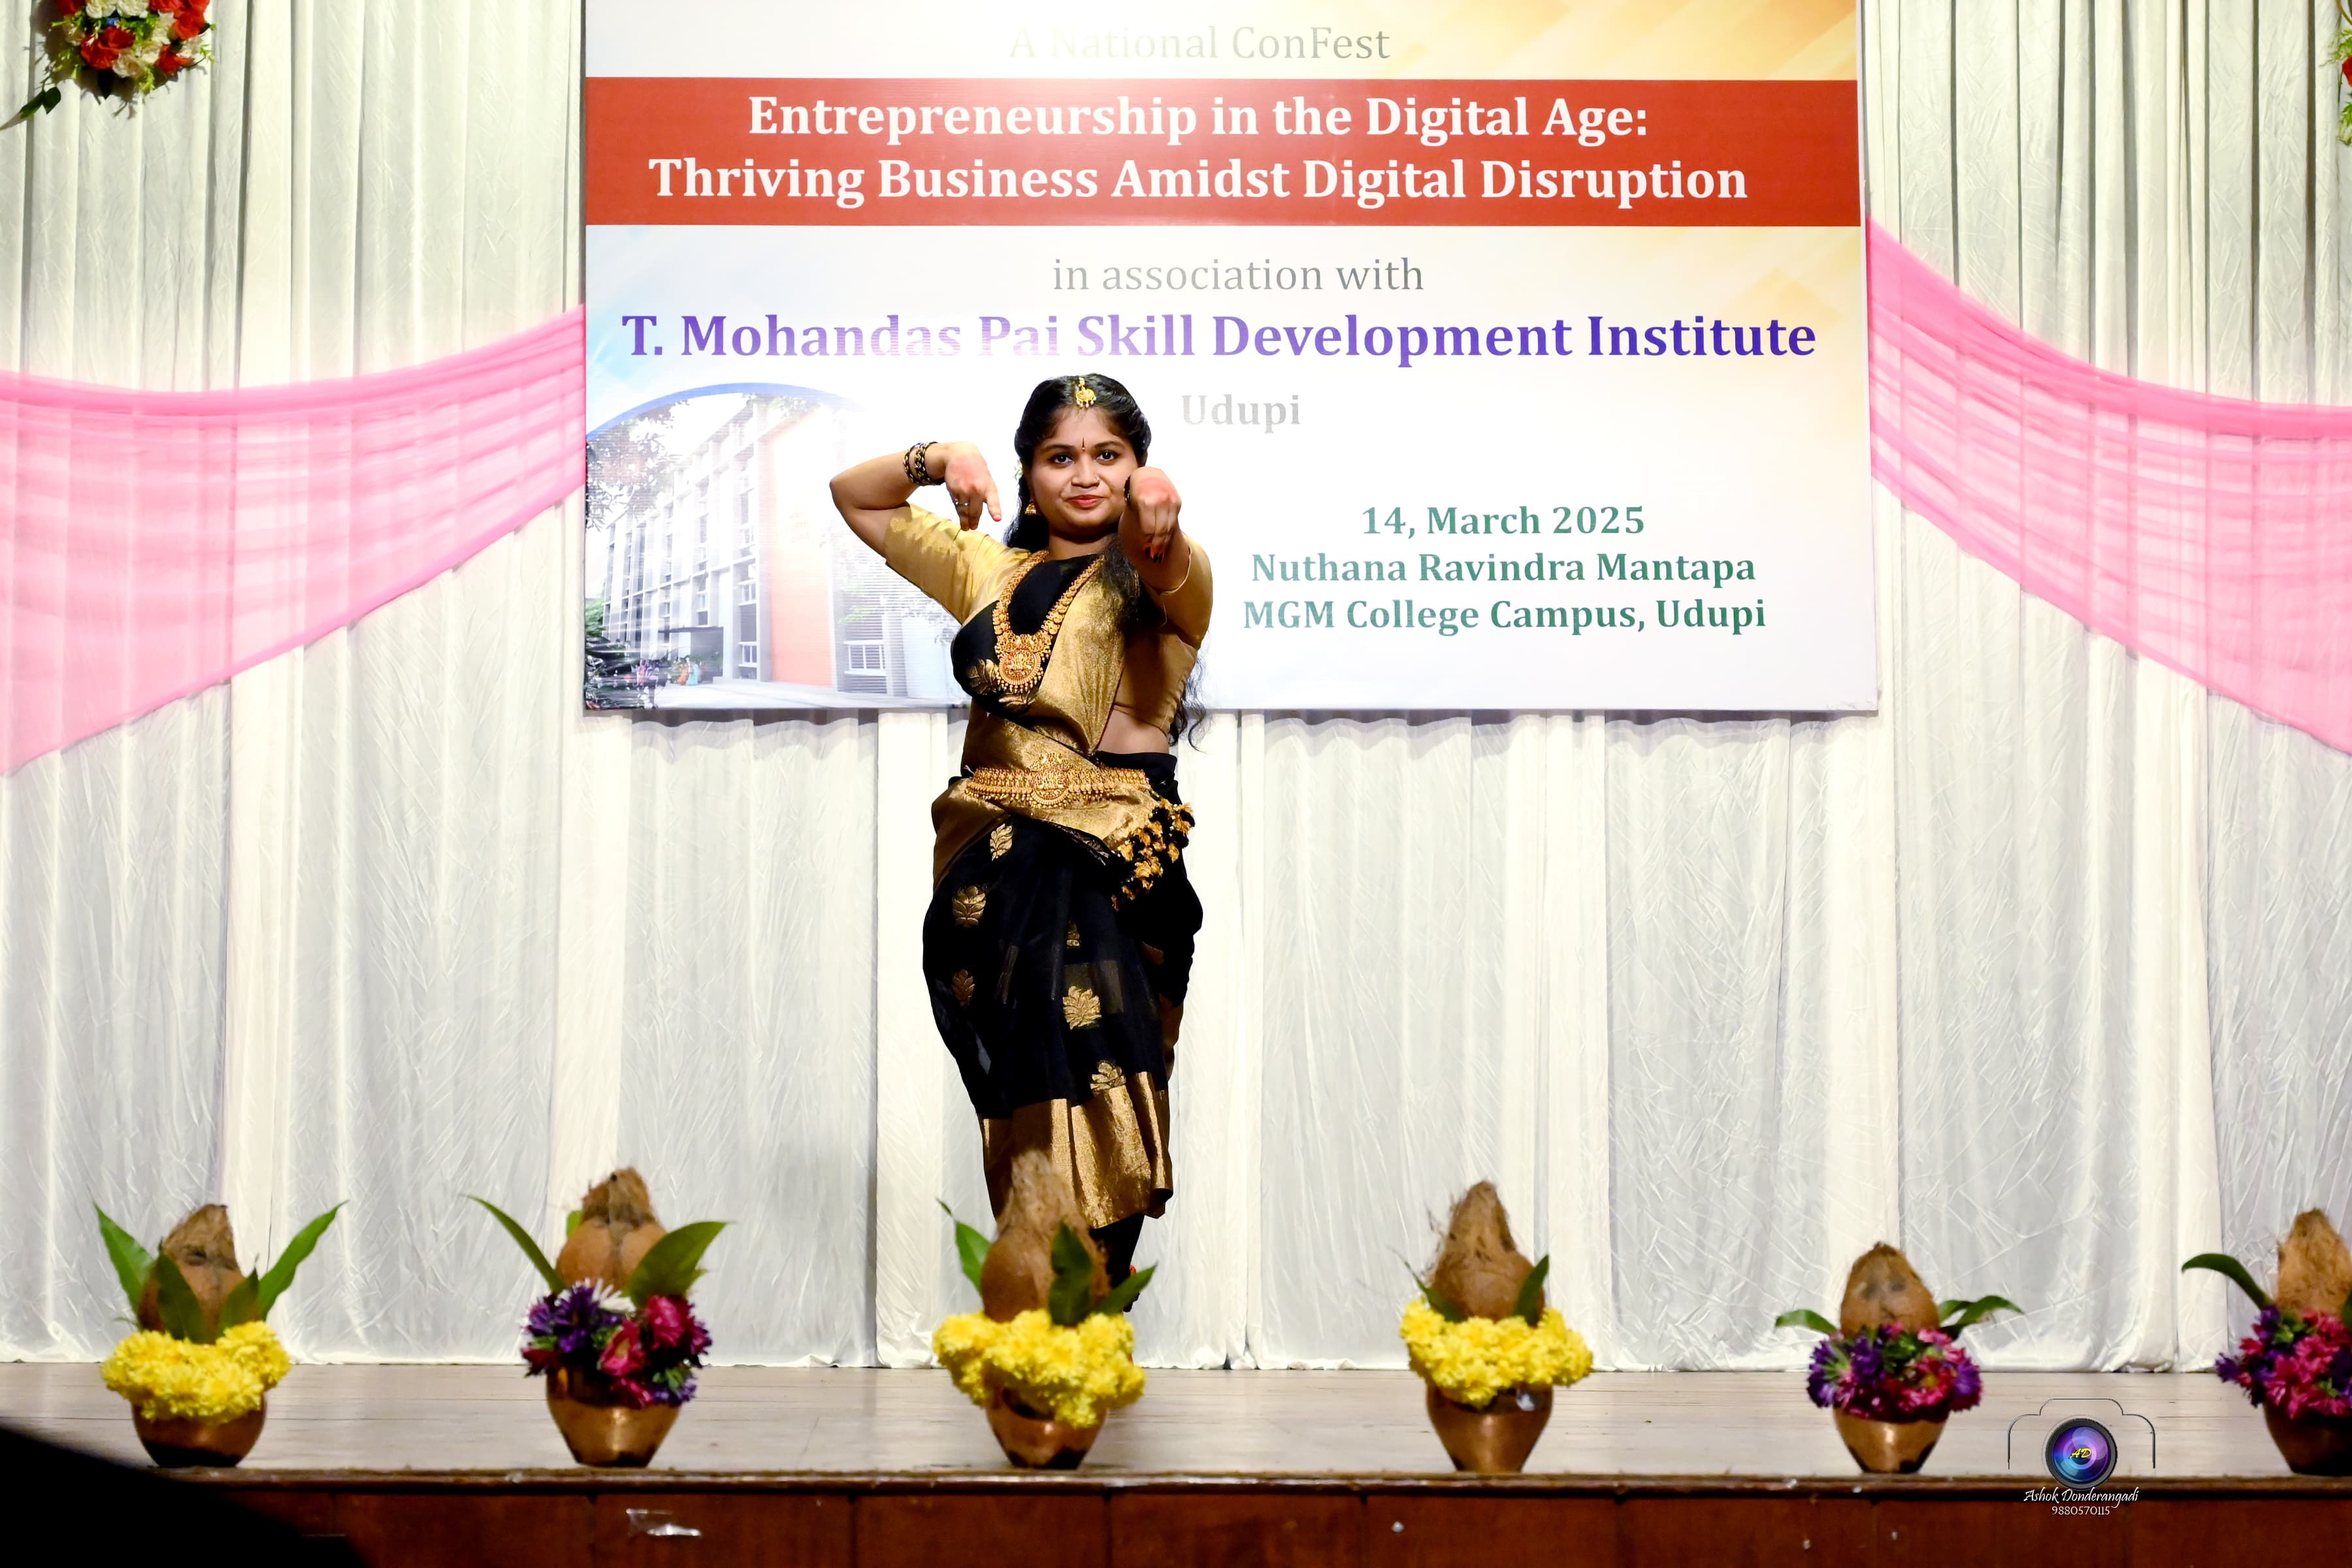 A National ConFest
Entrepreneurship in the Digital Age:
Thriving Business Amidst Digital Disruption
in association with
T. Mohandas Pai Skill Development Institute
Udupi
14, March 2025
Nuthana Ravindra Mantapa
MGM College Campus, Udupi
AD
Ashok Donderangadi
9880570115